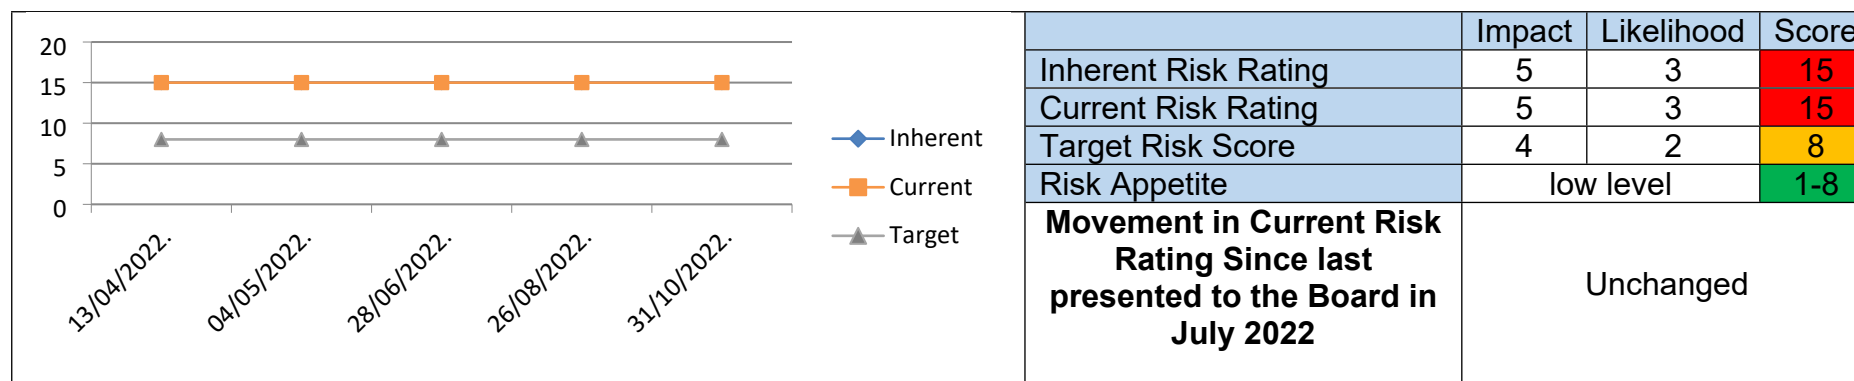 20
15
10
5
0
13/04/2022.
04/05/2022.
28/06/2022.
26/08/2022.
31/10/2022.
Inherent
Current
Target
Impact Likelihood Score
Inherent Risk Rating 5 3 15
Current Risk Rating 5 3 15
Target Risk Score 4 2 8
Risk Appetite low level 1-8
Movement in Current Risk
Rating Since last
presented to the Board in
July 2022
Unchanged